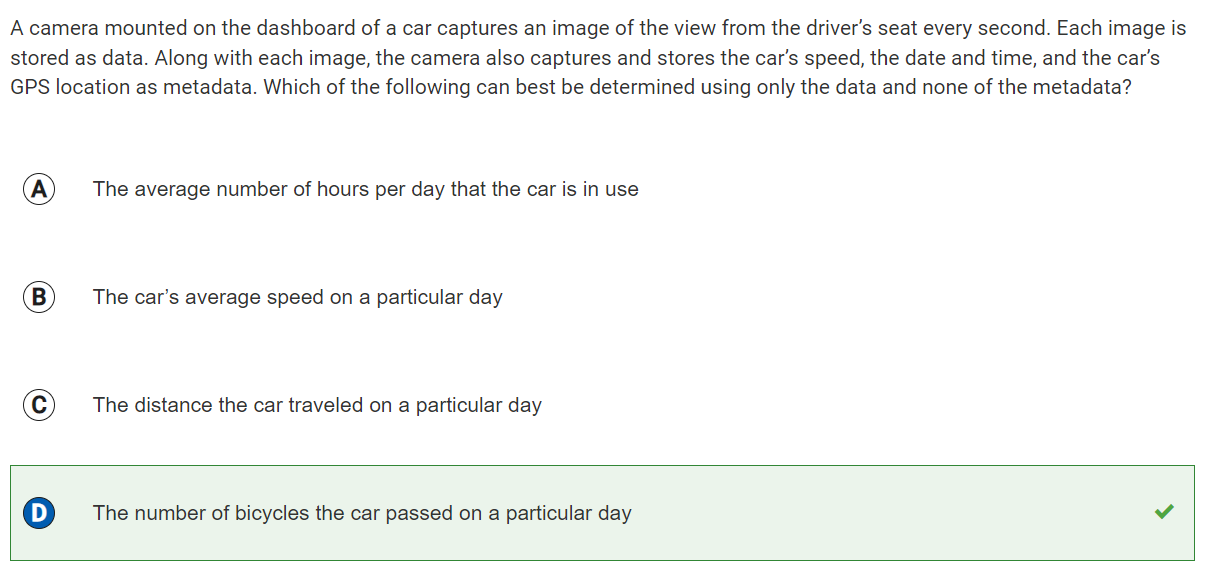 A camera mounted on the dashboard of a car captures an image of the view from the driver’s seat every second. Each image is
stored as data. Along with each image, the camera also captures and stores the car’s speed, the date and time, and the car’s
GPS location as metadata. Which of the following can best be determined using only the data and none of the metadata?
A The average number of hours per day that the car is in use
B The car’s average speed on a particular day
C The distance the car traveled on a particular day
D The number of bicycles the car passed on a particular day